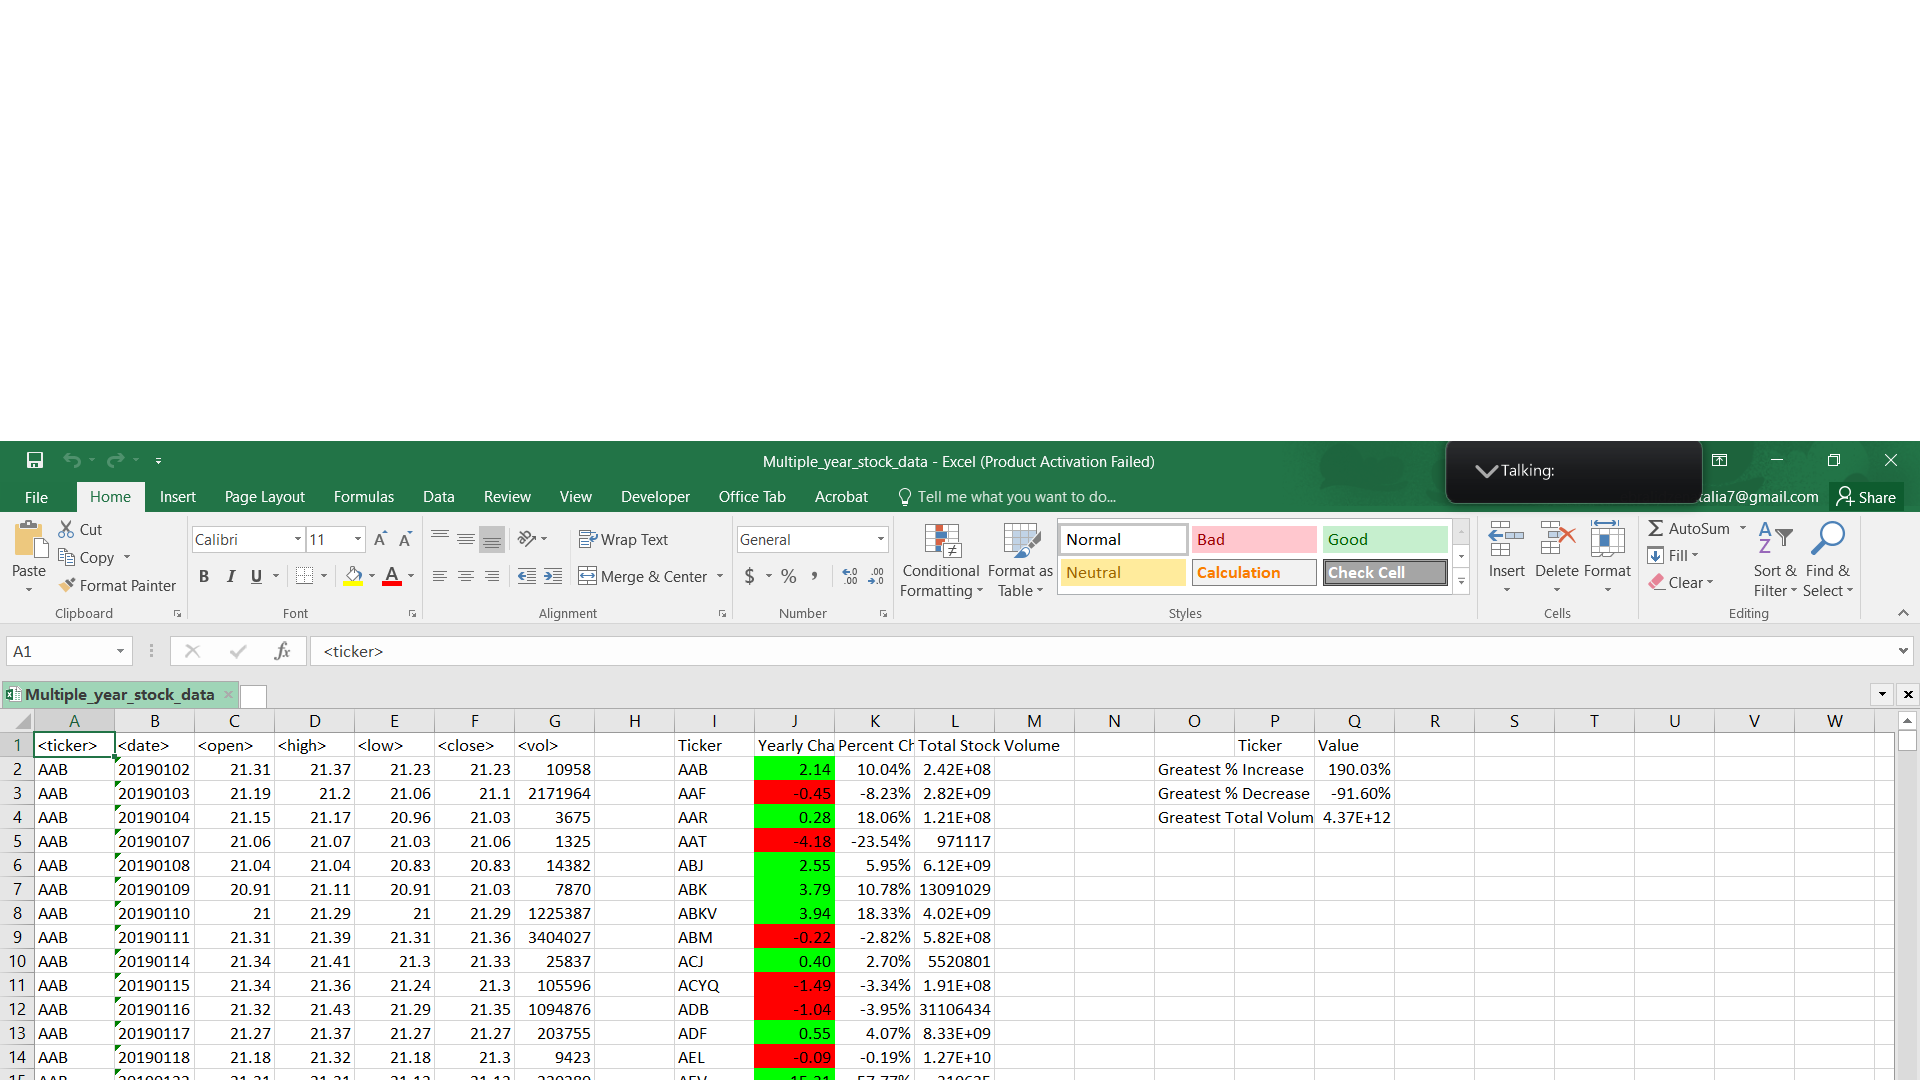 Multiple_year_stock_data - Excel (Product Activation Failed)
Talking:
File Home Insert Page Layout Formulas Data Review View Developer Office Tab Acrobat Tell me what you want to do... talia7@gmail.com Share
Paste Cut Copy Format Painter Clipboard
Calibri 11 B I U A Font
Wrap Text Merge & Center Alignment
General $ % , Number
Conditional Formatting Format as Table
Normal Bad Good
Neutral Calculation Check Cell
Styles
Insert Delete Format Cells
AutoSum Fill Clear Sort & Filter Find & Select Editing
A1 fx <ticker>
Multiple_year_stock_data
A B C D E F G H I J K L M N O P Q R S T U V W
1 <ticker> <date> <open> <high> <low> <close> <vol> Ticker Yearly Cha Percent Ch Total Stock Volume Ticker Value
2 AAB 20190102 21.31 21.37 21.23 21.23 10958 AAB 2.14 10.04% 2.42E+08 Greatest % Increase 190.03%
3 AAB 20190103 21.19 21.2 21.06 21.1 2171964 AAF -0.45 -8.23% 2.82E+09 Greatest % Decrease -91.60%
4 AAB 20190104 21.15 21.17 20.96 21.03 3675 AAR 0.28 18.06% 1.21E+08 Greatest Total Volum 4.37E+12
5 AAB 20190107 21.06 21.07 21.03 21.06 1325 AAT -4.18 -23.54% 971117
6 AAB 20190108 21.04 21.04 20.83 20.83 14382 ABJ 2.55 5.95% 6.12E+09
7 AAB 20190109 20.91 21.11 20.91 21.03 7870 ABK 3.79 10.78% 13091029
8 AAB 20190110 21 21.29 21 21.29 1225387 ABKV 3.94 18.33% 4.02E+09
9 AAB 20190111 21.31 21.39 21.31 21.36 3404027 ABM -0.22 -2.82% 5.82E+08
10 AAB 20190114 21.34 21.41 21.3 21.33 25837 ACJ 0.40 2.70% 5520801
11 AAB 20190115 21.34 21.36 21.24 21.3 105596 ACYQ -1.49 -3.34% 1.91E+08
12 AAB 20190116 21.32 21.43 21.29 21.35 1094876 ADB -1.04 -3.95% 31106434
13 AAB 20190117 21.27 21.37 21.27 21.27 203755 ADF 0.55 4.07% 8.33E+09
14 AAB 20190118 21.18 21.32 21.18 21.3 9423 AEL -0.09 -0.19% 1.27E+10